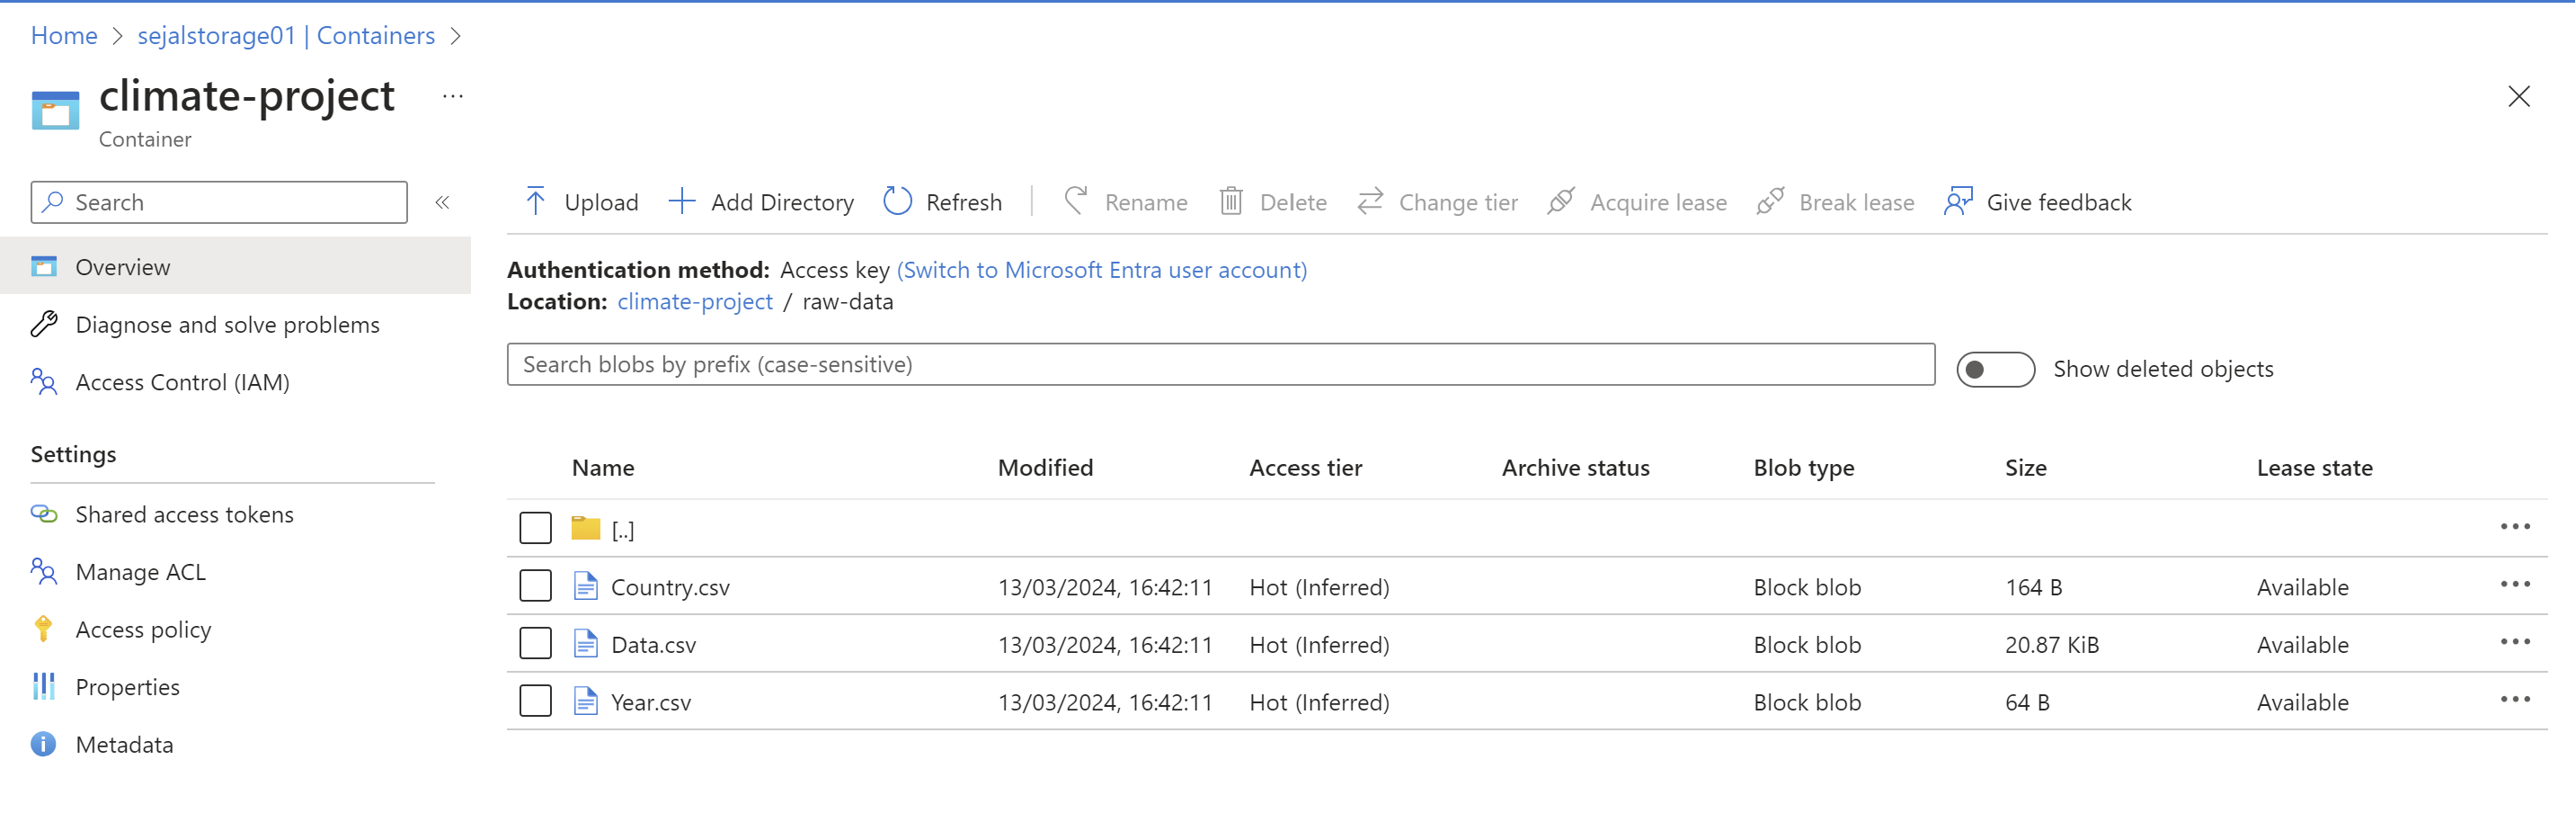 Home > sejalstorage01 | Containers >
climate-project ...
Container
Search «
Upload Add Directory Refresh Rename Delete Change tier Acquire lease Break lease Give feedback
Overview
Diagnose and solve problems
Access Control (IAM)
Settings
Shared access tokens
Manage ACL
Access policy
Properties
Metadata
Authentication method: Access key (Switch to Microsoft Entra user account)
Location: climate-project / raw-data
Search blobs by prefix (case-sensitive)
Show deleted objects
Name Modified Access tier Archive status Blob type Size Lease state
[..]
Country.csv 13/03/2024, 16:42:11 Hot (Inferred) Block blob 164 B Available
Data.csv 13/03/2024, 16:42:11 Hot (Inferred) Block blob 20.87 KiB Available
Year.csv 13/03/2024, 16:42:11 Hot (Inferred) Block blob 64 B Available